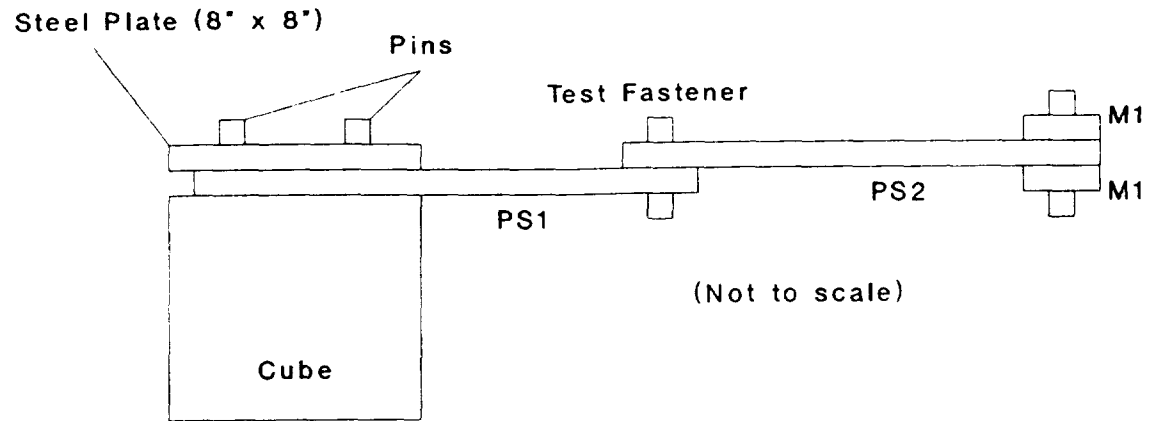 Steel Plate (8" x 8")
Pins
Test Fastener
M1
PS2
M1
PS1
(Not to scale)
Cube